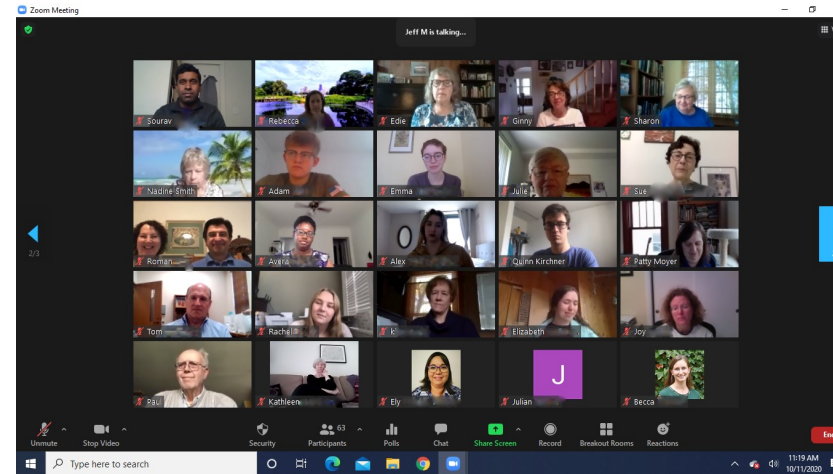 Zoom Meeting
Jeff M is talking...
Sourav
Rebecca
Edie
Ginny
Sharon
Nadine Smith
Adam
Emma
Julie
Sue
Roman
Avera
Alex
Quinn Kirchner
Patty Moyer
Tom
Rachel
K
Elizabeth
Joy
J
Paul
Kathleen
Ely
Julian
Becca
2/3
63
Unmute
Stop Video
Security
Participants
Polls
Chat
Share Screen
Record
Breakout Rooms
Reactions
Type here to search
11:19 AM
10/11/2020